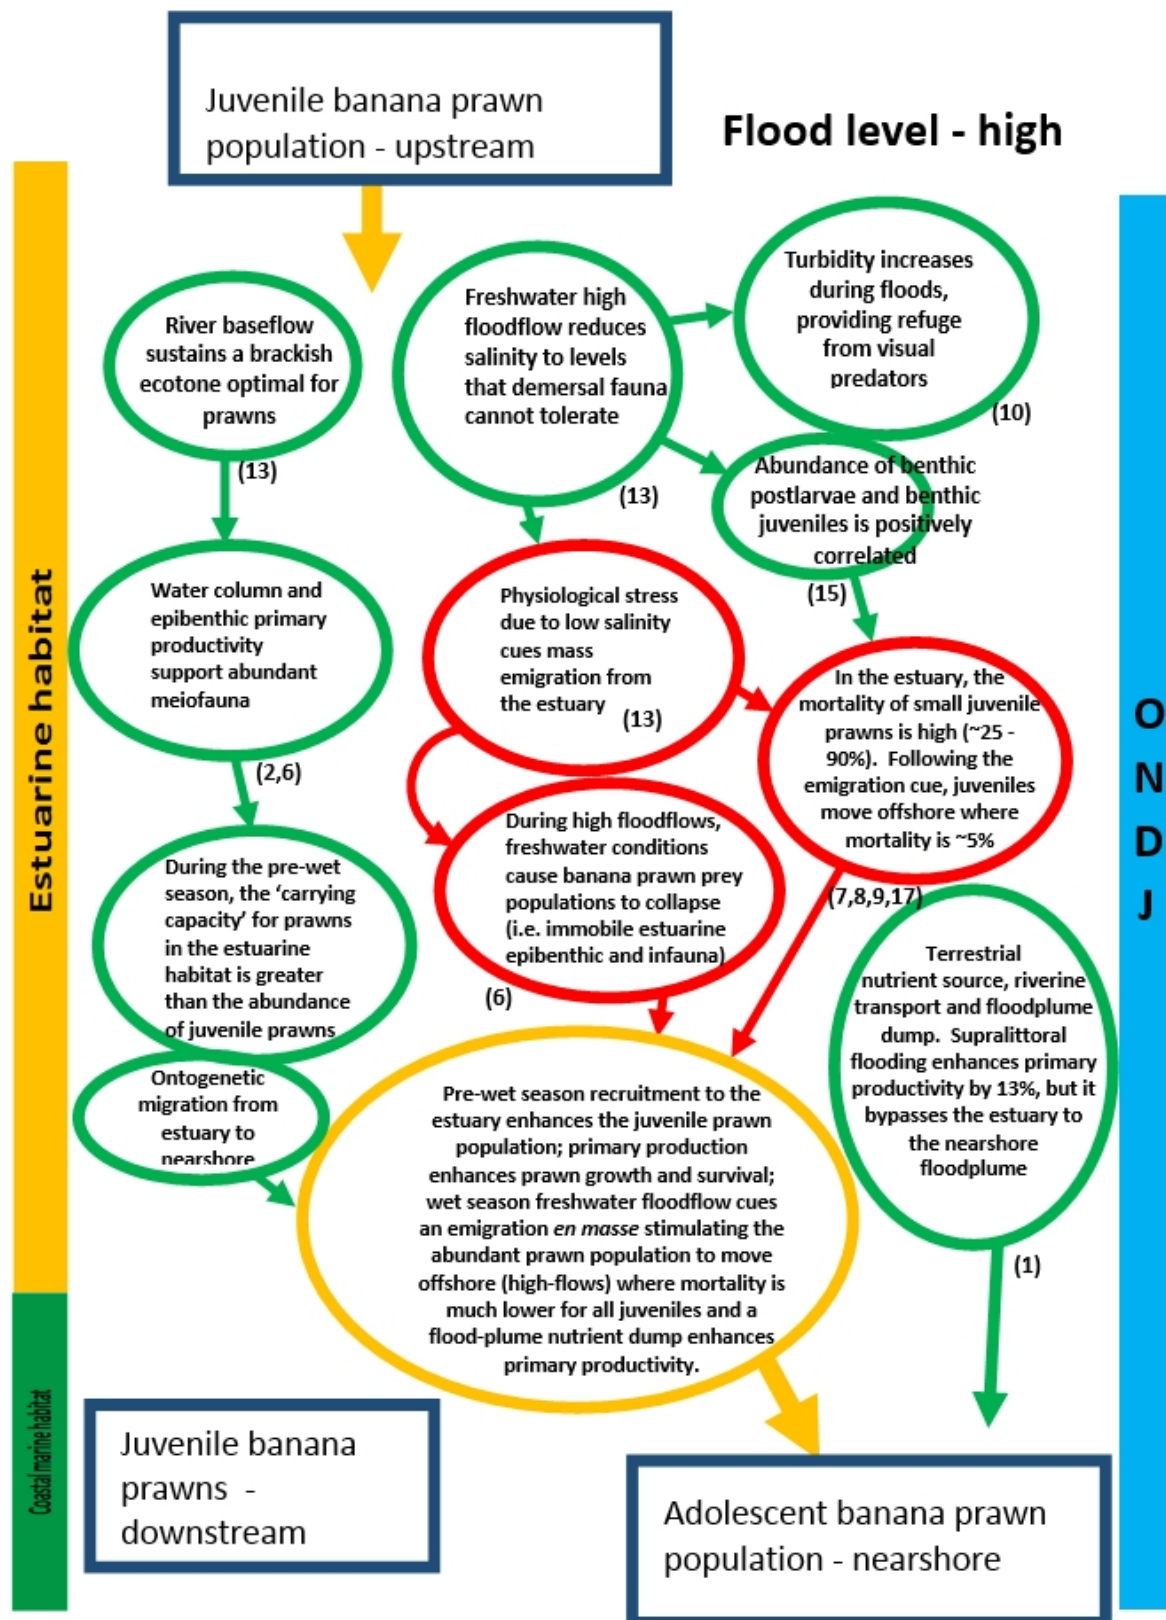 Juvenile banana prawn
population - upstream
Flood level - high
Estuarine habitat
Coastal marine habitat
O
N
D
J
River baseflow
sustains a brackish
ecotone optimal for
prawns
(13)
Freshwater high
floodflow reduces
salinity to levels
that demersal fauna
cannot tolerate
(13)
Turbidity increases
during floods,
providing refuge
from visual
predators
(10)
Abundance of benthic
postlarvae and benthic
juveniles is positively
correlated
(15)
Water column and
epibenthic primary
productivity
support abundant
meiofauna
(2,6)
Physiological stress
due to low salinity
cues mass
emigration from
the estuary
(13)
In the estuary, the
mortality of small juvenile
prawns is high (~25 -
90%). Following the
emigration cue, juveniles
move offshore where
mortality is ~5%
(7,8,9,17)
During the pre-wet
season, the ‘carrying
capacity’ for prawns
in the estuarine
habitat is greater
than the abundance
of juvenile prawns
During high floodflows,
freshwater conditions
cause banana prawn prey
populations to collapse
(i.e. immobile estuarine
epibenthic and infauna)
(6)
Terrestrial
nutrient source, riverine
transport and floodplume
dump. Supralittoral
flooding enhances primary
productivity by 13%, but it
bypasses the estuary to
the nearshore
floodplume
(1)
Ontogenetic
migration from
estuary to
nearshore
Pre-wet season recruitment to the
estuary enhances the juvenile prawn
population; primary production
enhances prawn growth and survival;
wet season freshwater floodflow cues
an emigration en masse stimulating the
abundant prawn population to move
offshore (high-flows) where mortality is
much lower for all juveniles and a
flood-plume nutrient dump enhances
primary productivity.
Juvenile banana
prawns -
downstream
Adolescent banana prawn
population - nearshore